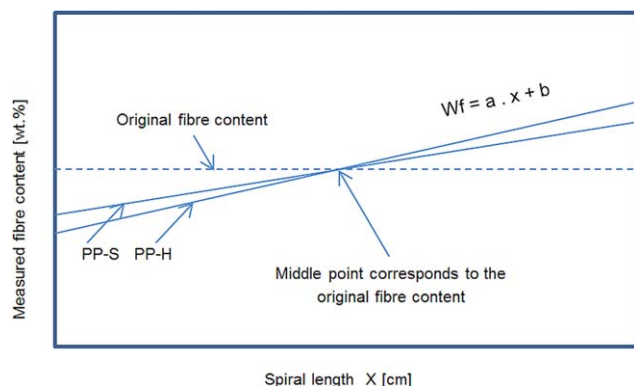 Measured fibre content [wt.%]
Wf = a . x + b
Original fibre content
PP-S
PP-H
Middle point corresponds to the
original fibre content
Spiral length X [cm]